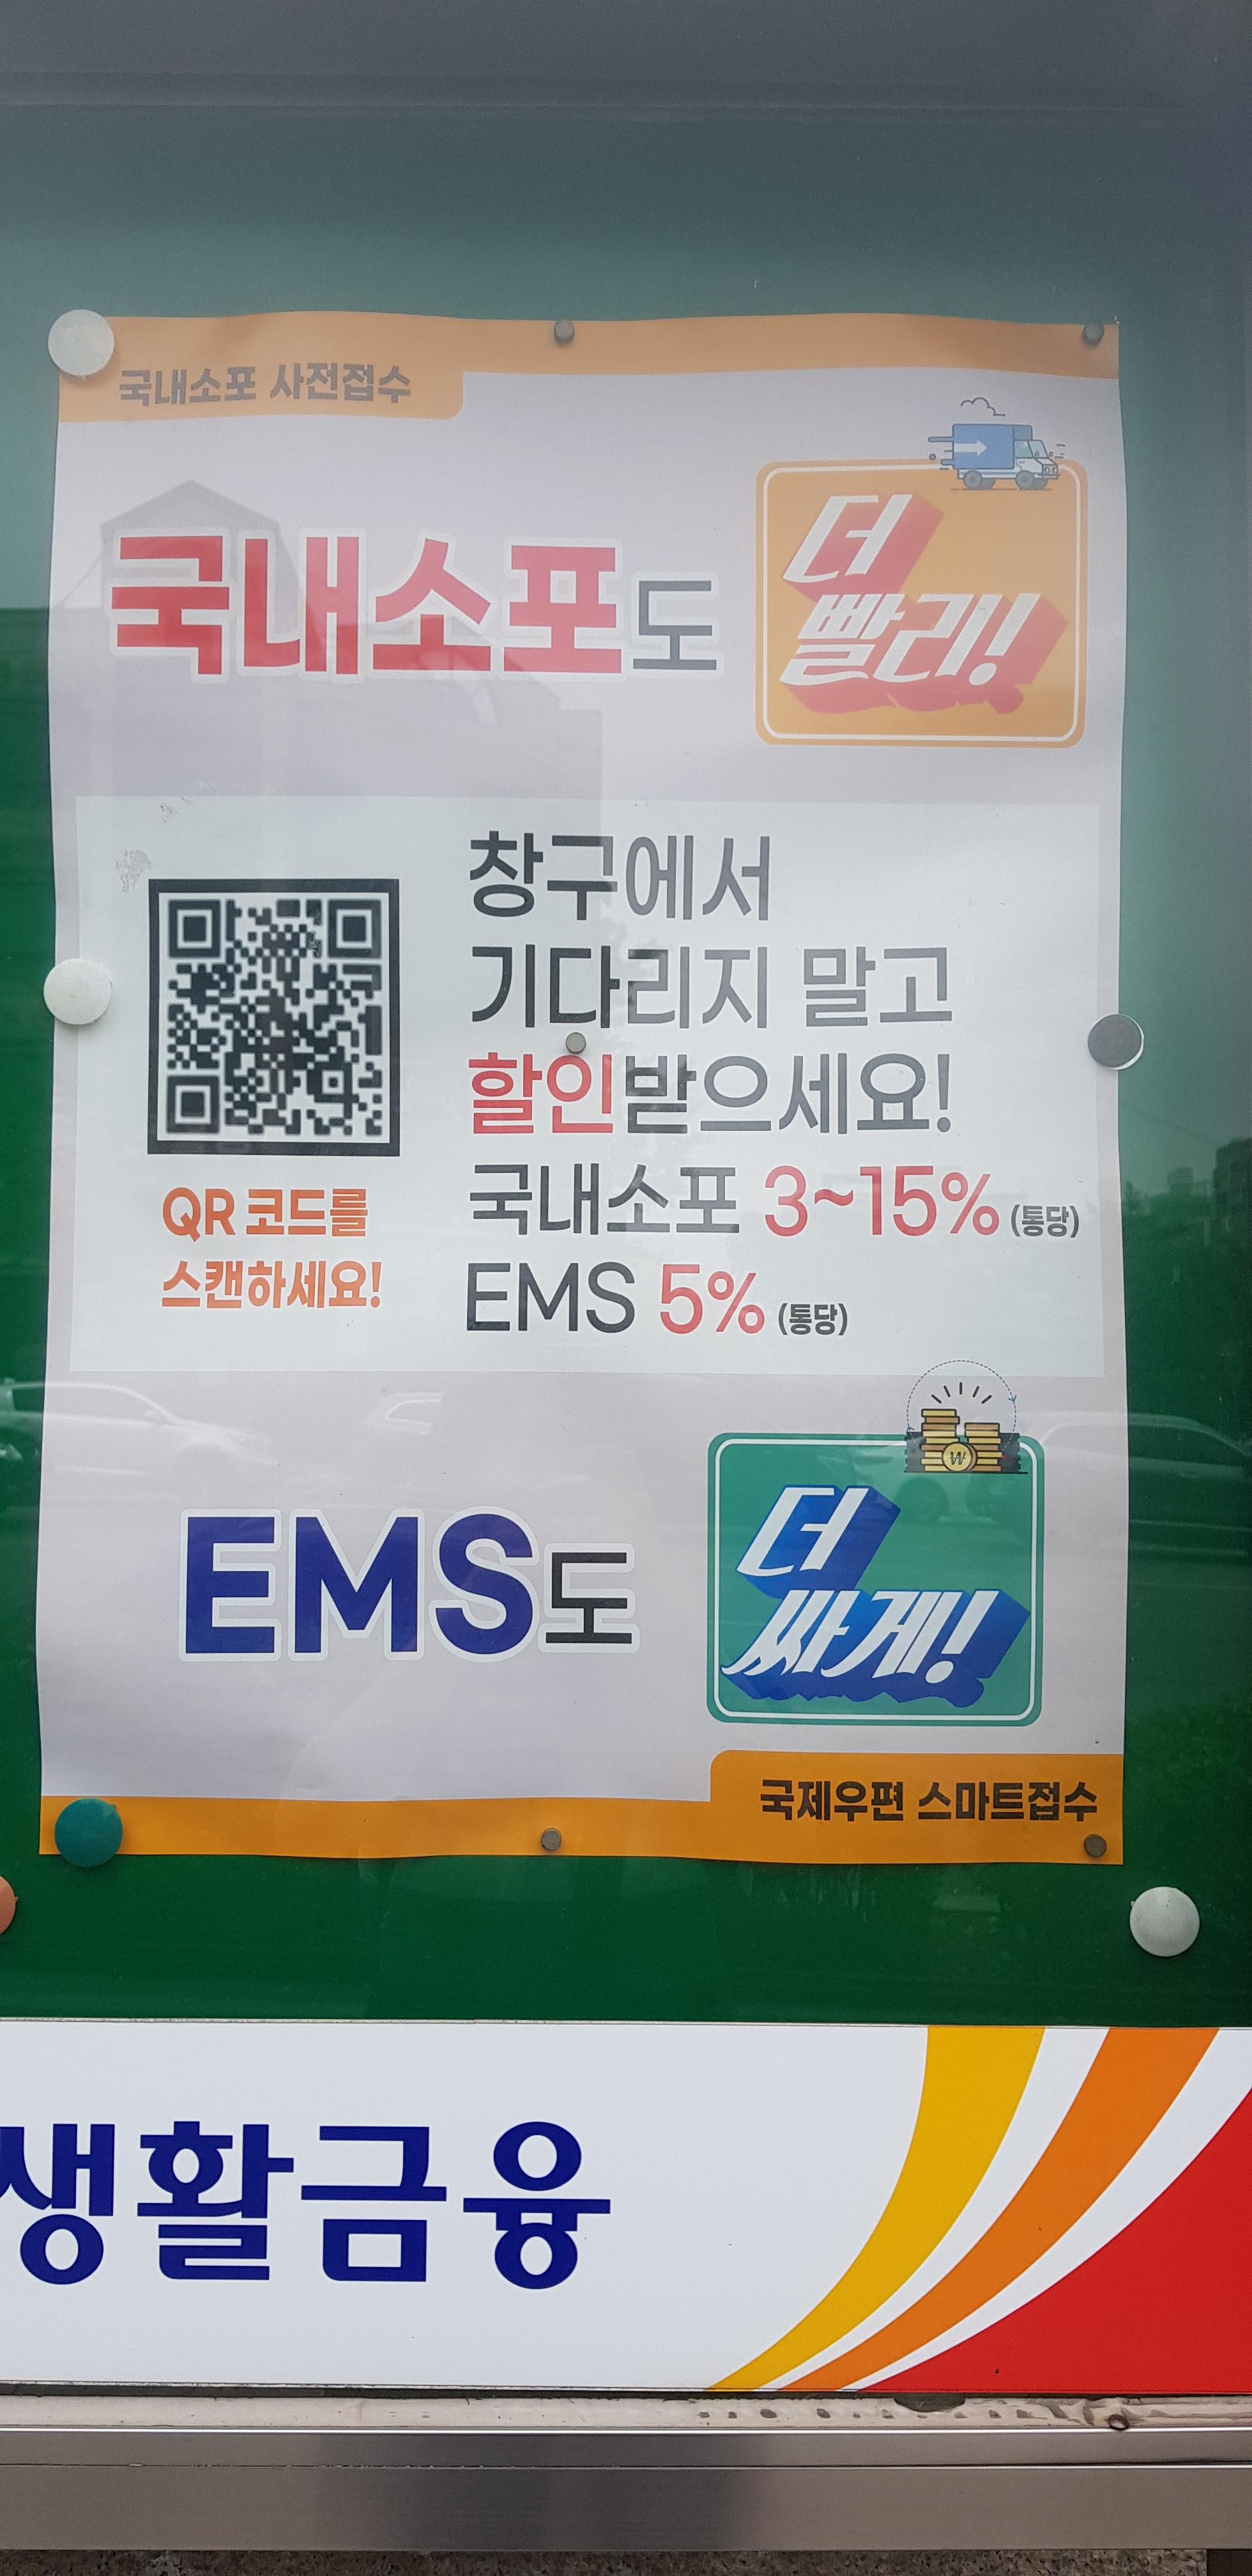 국내소포 사전접수
국내소포도
더
빨리!
창구에서
기다리지 말고
할인받으세요!
국내소포 3~15% (통당)
EMS 5% (통당)
QR 코드를
스캔하세요!
₩
EMS도
더
싸게!
국제우편 스마트접수
생활금융